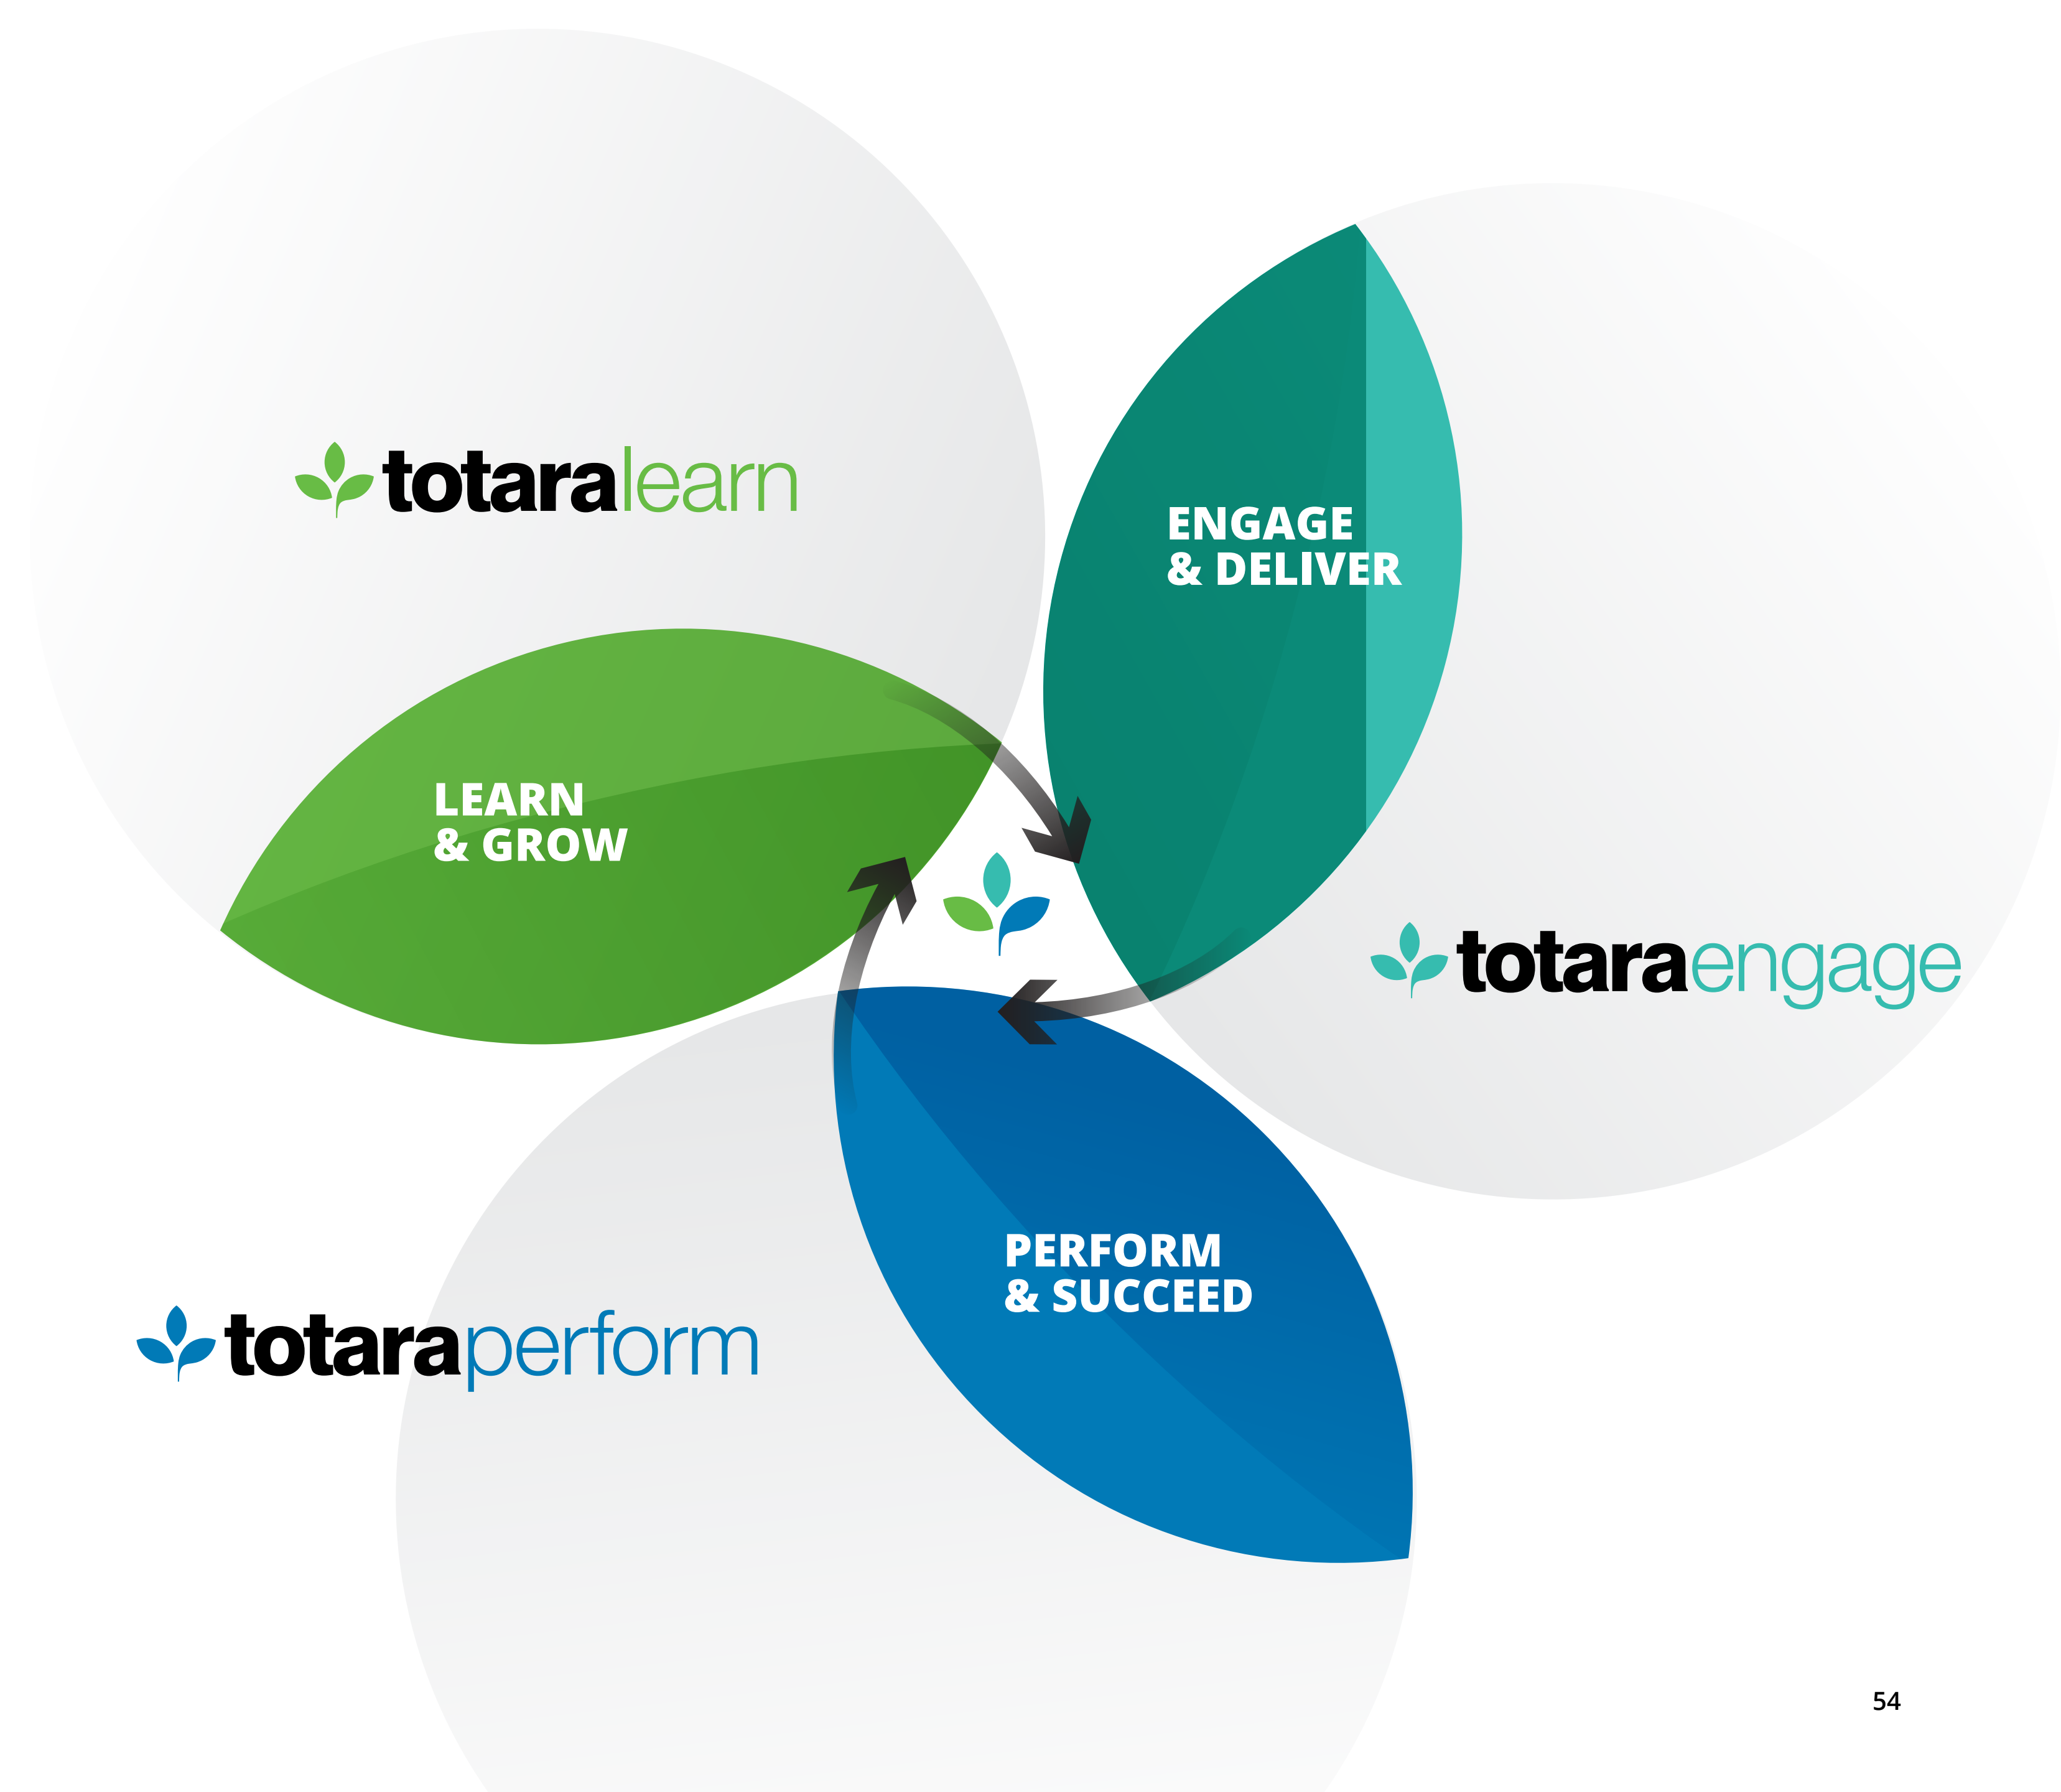 totaralearn
ENGAGE
& DELIVER
LEARN
& GROW
totaraengage
PERFORM
& SUCCEED
totaraperform
54